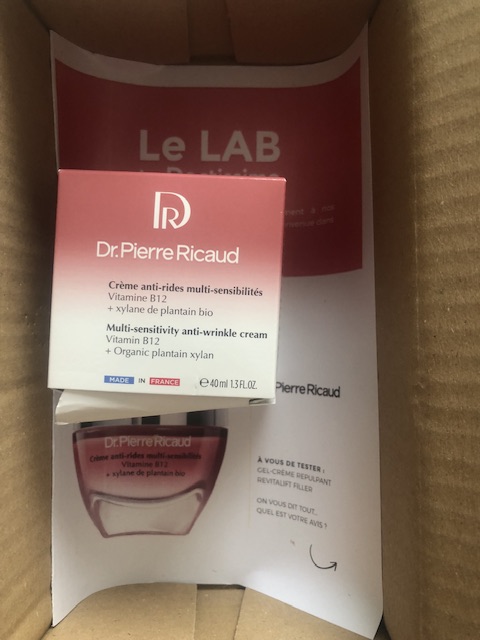 Le LAB
DR
Dr.Pierre Ricaud
Crème anti-rides multi-sensibilités
Vitamine B12
+ xylane de plantain bio
Multi-sensitivity anti-wrinkle cream
Vitamin B12
+ Organic plantain xylan
MADE IN FRANCE
℮ 40 ml 1.3 FL.OZ.
Pierre Ricaud
Dr.Pierre Ricaud
Crème anti-rides multi-sensibilités
Vitamine B12
+ xylane de plantain bio
À VOUS DE TESTER :
GEL-CRÈME REPULPANT
REVITALIFT FILLER
ON VOUS DIT TOUT...
QUEL EST VOTRE AVIS ?